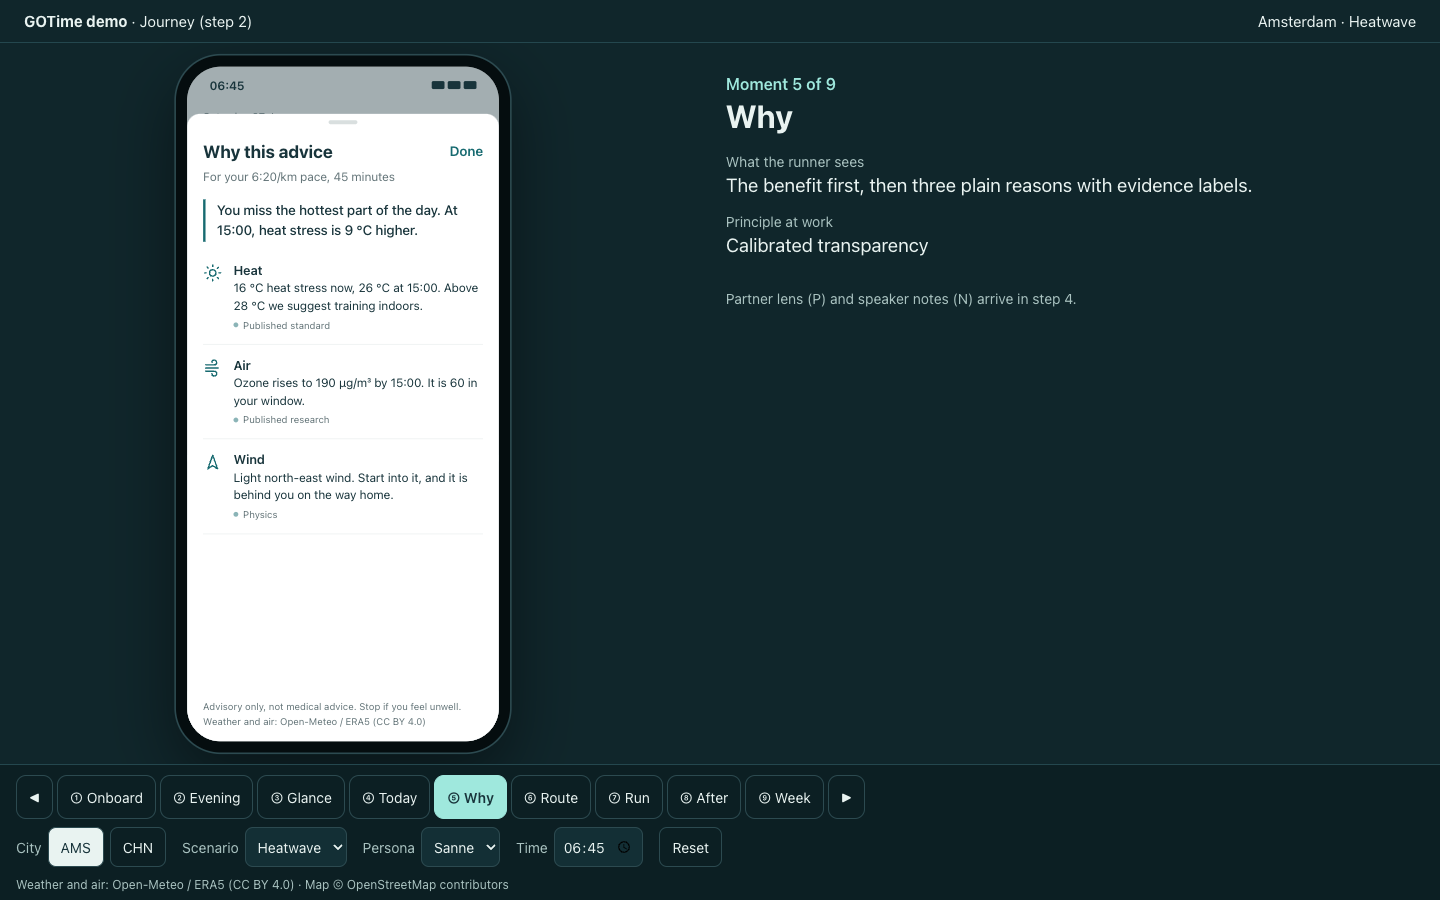 GOTime demo · Journey (step 2)
Amsterdam · Heatwave
06:45
Why this advice
Done
For your 6:20/km pace, 45 minutes
You miss the hottest part of the day. At
15:00, heat stress is 9 °C higher.
Heat
16 °C heat stress now, 26 °C at 15:00. Above
28 °C we suggest training indoors.
Published standard
Air
Ozone rises to 190 µg/m³ by 15:00. It is 60 in
your window.
Published research
Wind
Light north-east wind. Start into it, and it is
behind you on the way home.
Physics
Advisory only, not medical advice. Stop if you feel unwell.
Weather and air: Open-Meteo / ERA5 (CC BY 4.0)
Moment 5 of 9
Why
What the runner sees
The benefit first, then three plain reasons with evidence labels.
Principle at work
Calibrated transparency
Partner lens (P) and speaker notes (N) arrive in step 4.
◄ ① Onboard ② Evening ③ Glance ④ Today ⑤ Why ⑥ Route ⑦ Run ⑧ After ⑨ Week ►
City AMS CHN Scenario Heatwave Persona Sanne Time 06:45 Reset
Weather and air: Open-Meteo / ERA5 (CC BY 4.0) · Map © OpenStreetMap contributors